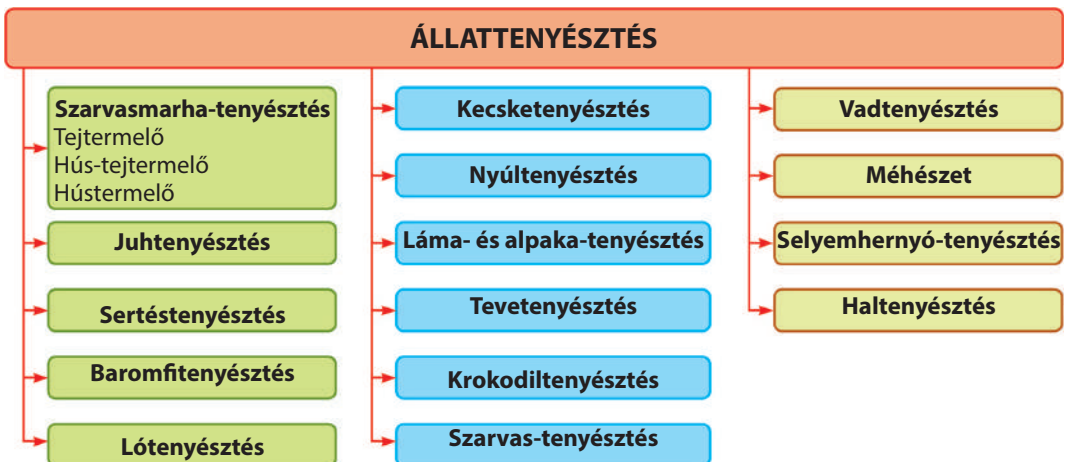 ÁLLATTENYÉSZTÉS
Szarvasmarha-tenyésztés
Tejtermelő
Hús-tejtermelő
Hústermelő
Juhtenyésztés
Sertéstenyésztés
Baromfitenyésztés
Lótenyésztés
Kecsketenyésztés
Nyúltenyésztés
Láma- és alpaka-tenyésztés
Tevetenyésztés
Krokodiltenyésztés
Szarvas-tenyésztés
Vadtenyésztés
Méhészet
Selyemhernyó-tenyésztés
Haltenyésztés